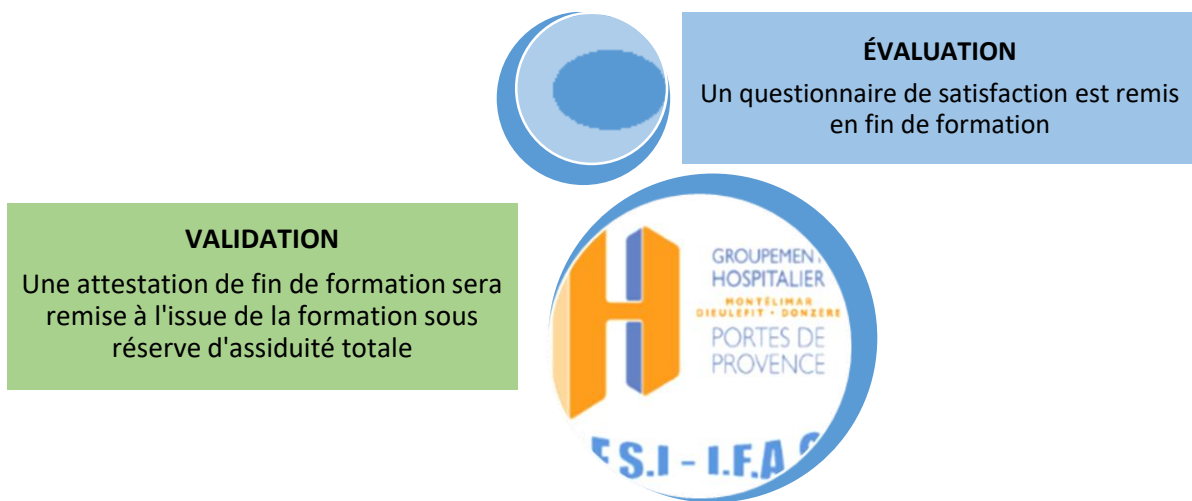 ÉVALUATION
Un questionnaire de satisfaction est remis
en fin de formation
VALIDATION
Une attestation de fin de formation sera
remise à l'issue de la formation sous
réserve d'assiduité totale
H
GROUPEMEN
HOSPITALIER
MONTÉLIMAR
DIEULEFIT • DONZÈRE
PORTES DE
PROVENCE
F S.I - I.F.A